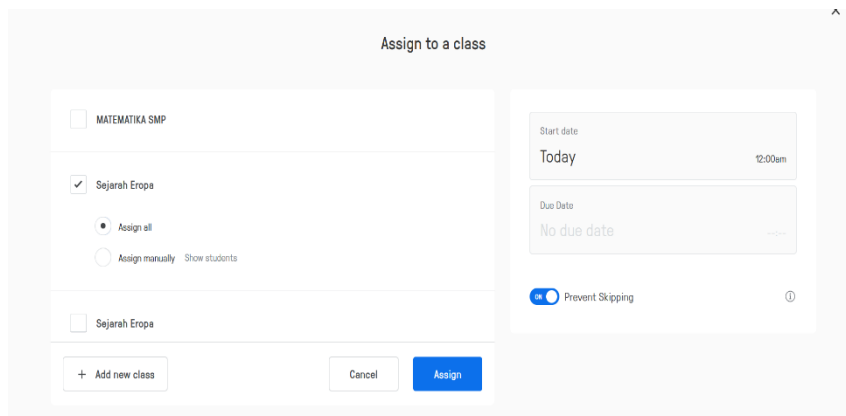 Assign to a class
MATEMATIKA SMP
Sejarah Eropa
Assign all
Assign manually Show students
Sejarah Eropa
+ Add new class
Cancel
Assign
Start date
Today 12:00am
Due Date
No due date --:--
ON Prevent Skipping